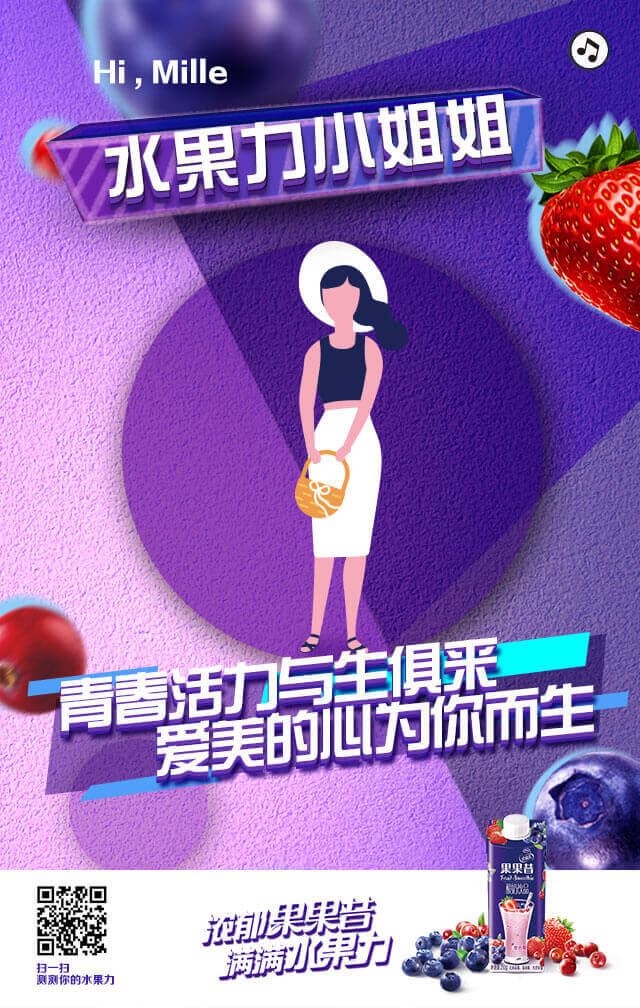 Hi , Mille
水果力小姐姐
青春活力与生俱来
爱美的心为你而生
果果昔
Fruit Smoothie
扫一扫
测测你的水果力
浓郁果果昔
满满水果力